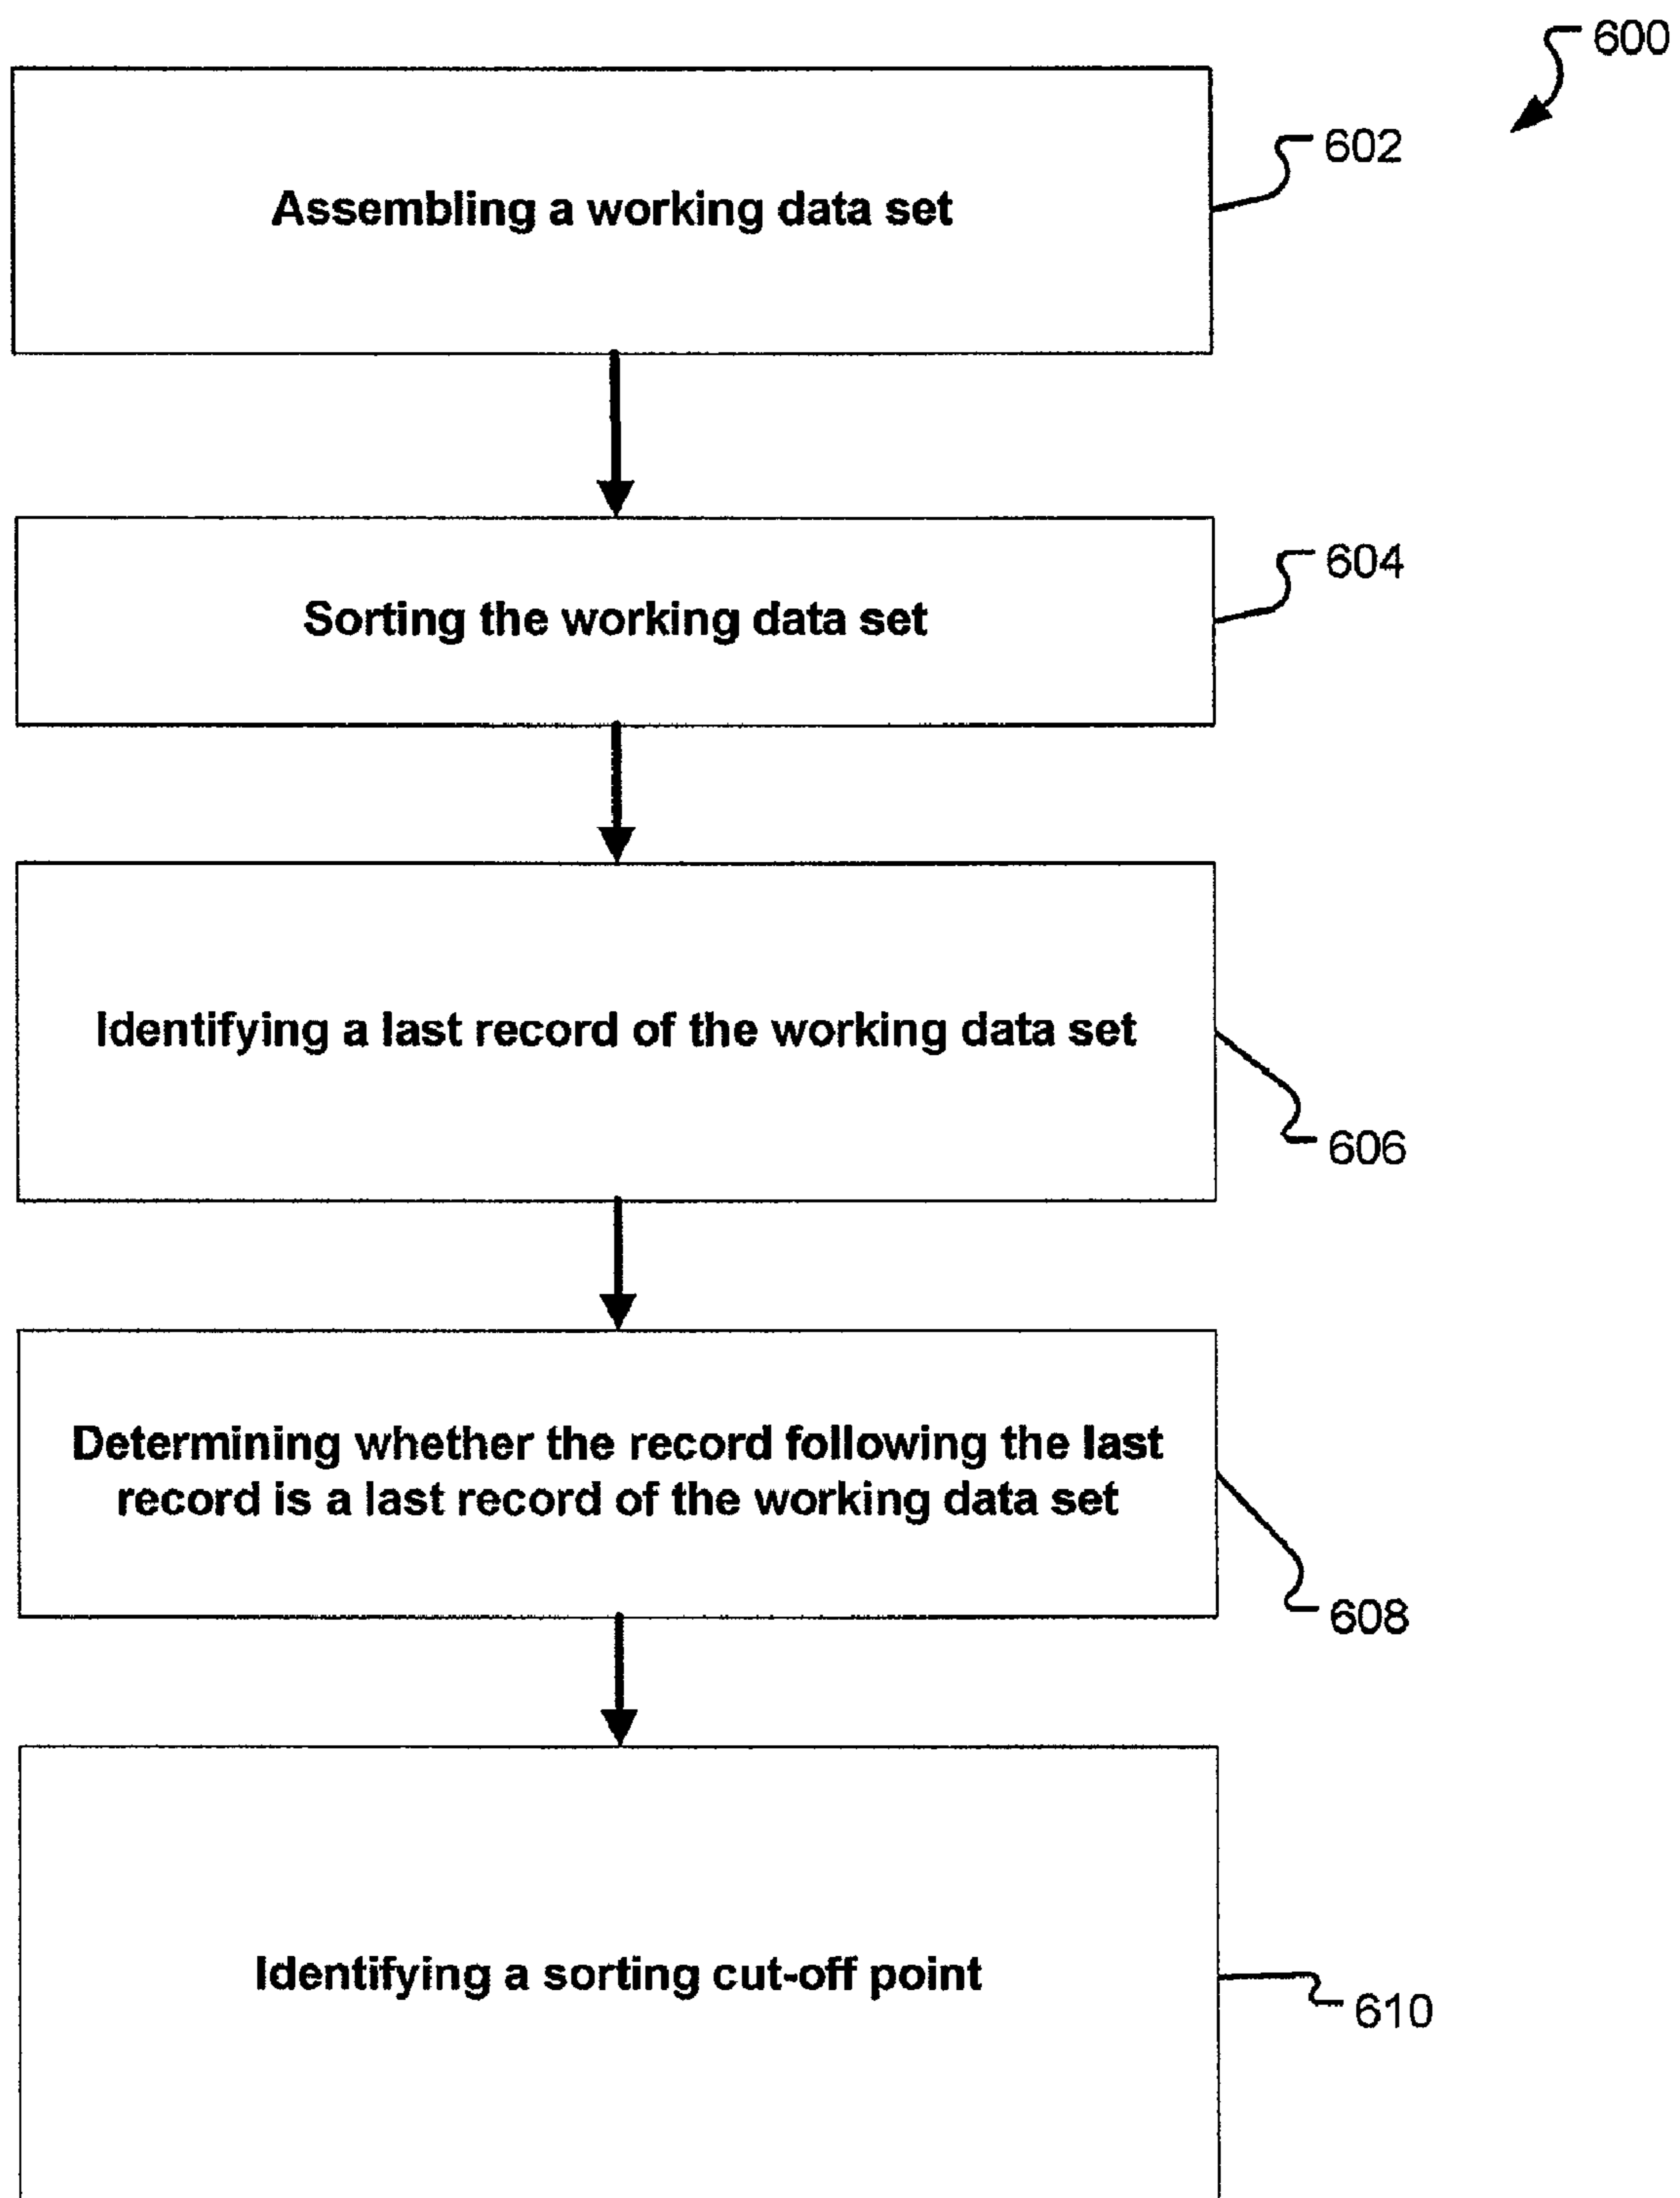 600
602
Assembling a working data set
604
Sorting the working data set
Identifying a last record of the working data set
606
Determining whether the record following the last
record is a last record of the working data set
608
Identifying a sorting cut-off point
610